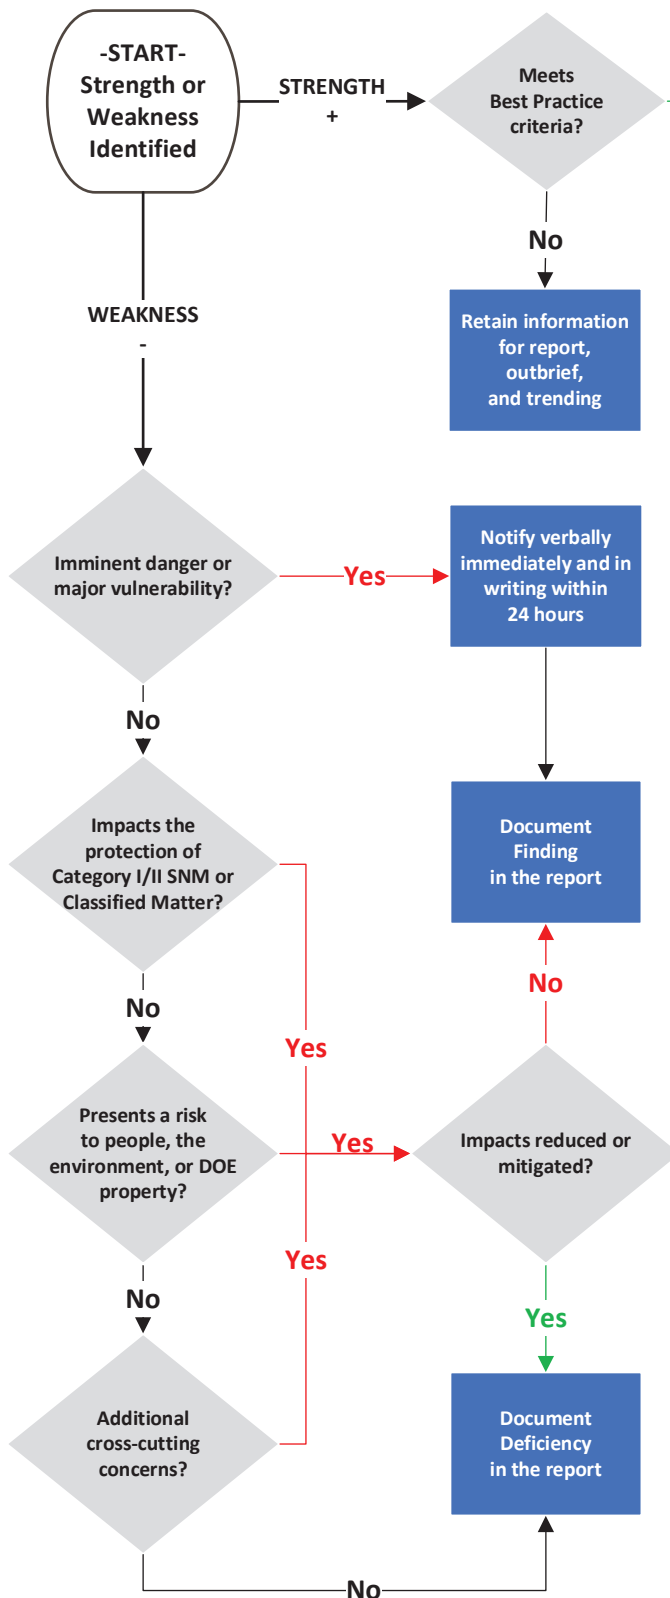 -START-
Strength or
Weakness
Identified
STRENGTH
+
Meets
Best Practice
criteria?
No
Retain information
for report,
outbrief,
and trending
WEAKNESS
-
Imminent danger or
major vulnerability?
Yes
Notify verbally
immediately and in
writing within
24 hours
No
Impacts the
protection of
Category I/II SNM or
Classified Matter?
Document
Finding
in the report
No
No
Yes
Presents a risk
to people, the
environment, or DOE
property?
Yes
Impacts reduced or
mitigated?
Yes
No
Yes
Additional
cross-cutting
concerns?
Document
Deficiency
in the report
No